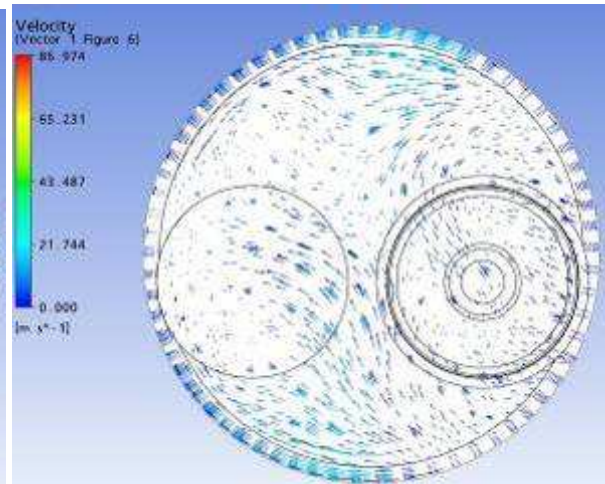 Velocity
(Vector 1 Figure 6)
86.974
65.231
43.487
21.744
0.000
[m s^-1]